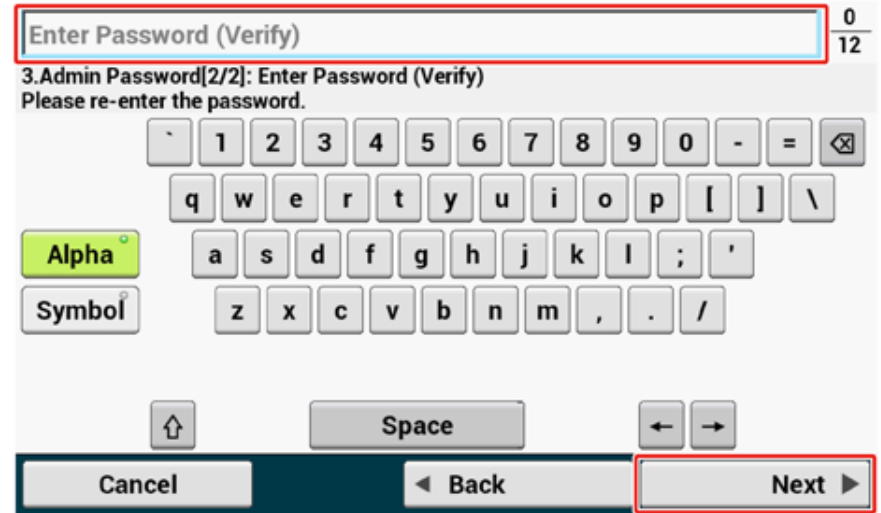 Enter Password (Verify)
0
12
3.Admin Password[2/2]: Enter Password (Verify)
Please re-enter the password.
` 1 2 3 4 5 6 7 8 9 0 - =
q w e r t y u i o p [ ] \
Alpha a s d f g h j k l ; '
Symbol z x c v b n m , . /
Space ← →
Cancel ◀ Back Next ▶